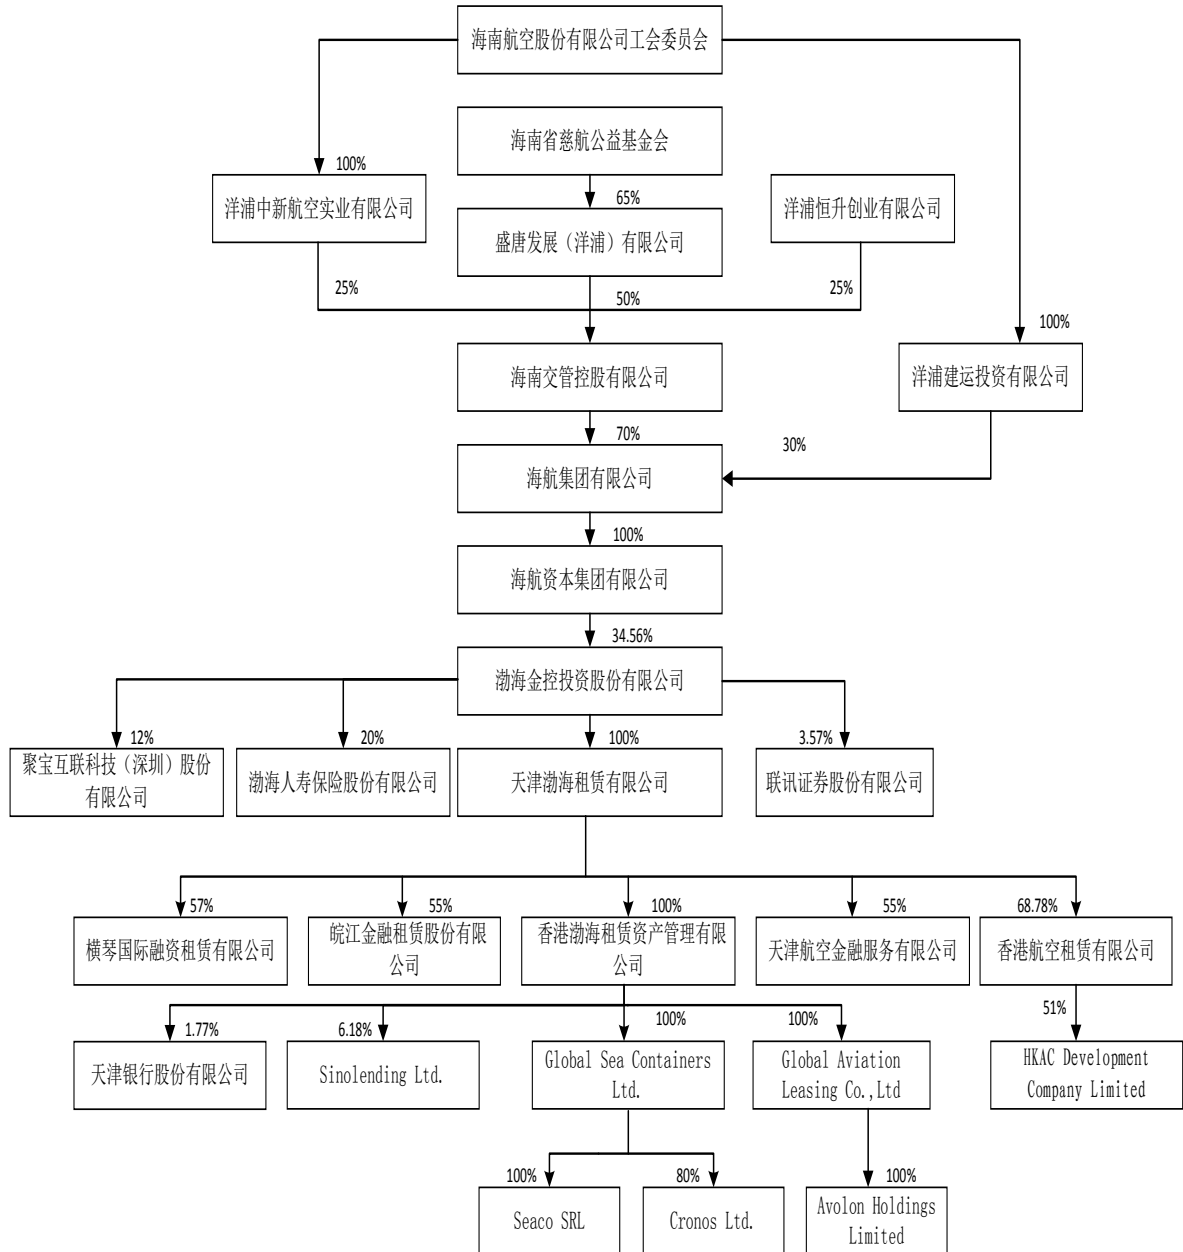 海南航空股份有限公司工会委员会
海南省慈航公益基金会
100%
65%
洋浦中新航空实业有限公司
盛唐发展（洋浦）有限公司
洋浦恒升创业有限公司
25%
50%
25%
100%
海南交管控股有限公司
洋浦建运投资有限公司
70%
30%
海航集团有限公司
100%
海航资本集团有限公司
34.56%
渤海金控投资股份有限公司
12%
20%
100%
3.57%
聚宝互联科技（深圳）股份
有限公司
渤海人寿保险股份有限公司
天津渤海租赁有限公司
联讯证券股份有限公司
57%
55%
100%
55%
68.78%
横琴国际融资租赁有限公司
皖江金融租赁股份有限
公司
香港渤海租赁资产管理有限
公司
天津航空金融服务有限公司
香港航空租赁有限公司
1.77%
6.18%
100%
100%
51%
天津银行股份有限公司
Sinolending Ltd.
Global Sea Containers
Ltd.
Global Aviation
Leasing Co.,Ltd
HKAC Development
Company Limited
100%
80%
100%
Seaco SRL
Cronos Ltd.
Avolon Holdings
Limited